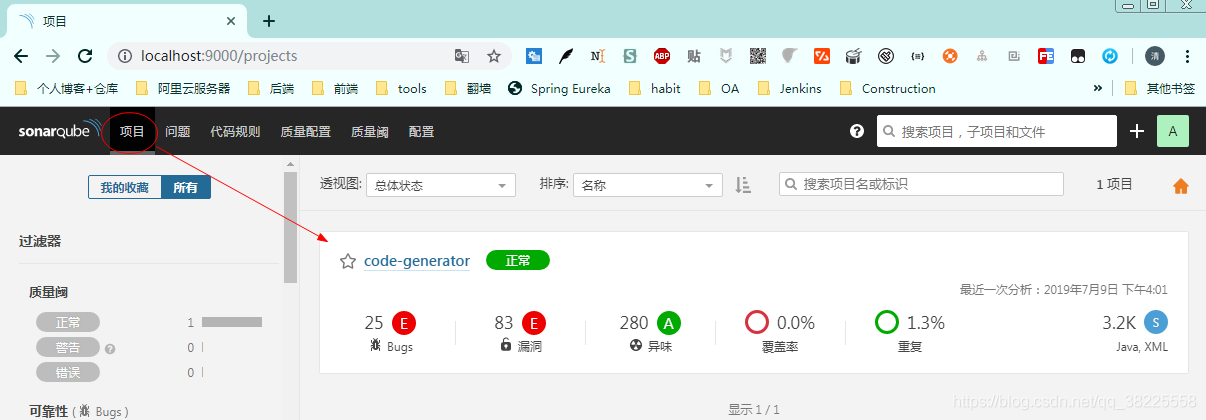 项目
localhost:9000/projects
ABP 贴 清
个人博客+仓库 阿里云服务器 后端 前端 tools 翻墙 Spring Eureka habit OA Jenkins Construction » 其他书签
sonarqube 项目 问题 代码规则 质量配置 质量阈 配置 搜索项目，子项目和文件 A
我的收藏 所有 透视图: 总体状态 排序: 名称 搜索项目名或标识 1 项目
过滤器
code-generator 正常
最近一次分析：2019年7月9日 下午4:01
质量阈
正常 1
警告 0
错误 0
25 E 83 E 280 A 0.0% 1.3% 3.2K S
Bugs 漏洞 异味 覆盖率 重复 Java, XML
可靠性 ( Bugs )
显示 1 / 1
https://blog.csdn.net/qq_38225558